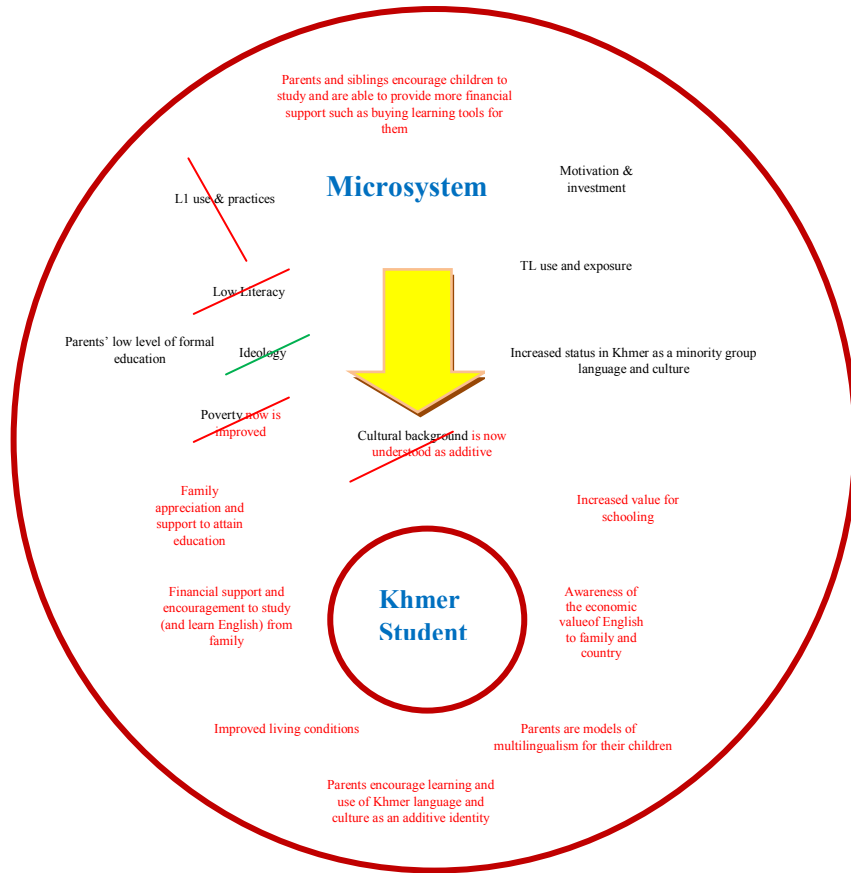 Parents and siblings encourage children to
study and are able to provide more financial
support such as buying learning tools for
them
Microsystem
Motivation &
investment
L1 use & practices
TL use and exposure
Low Literacy
Parents' low level of formal
education
Ideology
Increased status in Khmer as a minority group
language and culture
Poverty now is
improved
Cultural background is now
understood as additive
Family
appreciation and
support to attain
education
Increased value for
schooling
Financial support and
encouragement to study
(and learn English) from
family
Khmer
Student
Awareness of
the economic
valueof English
to family and
country
Improved living conditions
Parents are models of
multilingualism for their children
Parents encourage learning and
use of Khmer language and
culture as an additive identity